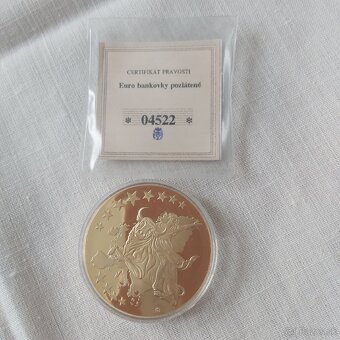 CERTIFIKÁT PRAVOSTI
Euro bankovky pozlátené
* 04522 *